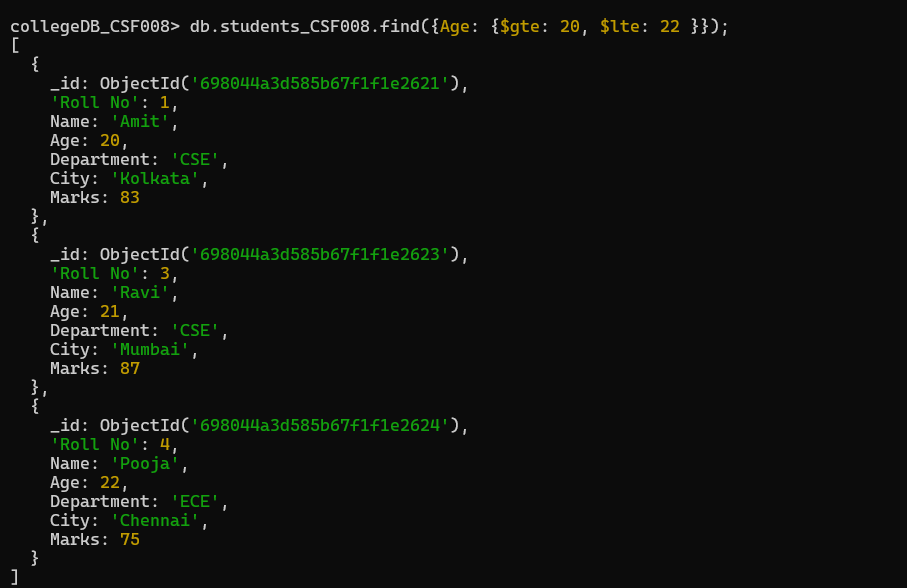 collegeDB_CSF008> db.students_CSF008.find({Age: {$gte: 20, $lte: 22 }});
[
  {
    _id: ObjectId('698044a3d585b67f1f1e2621'),
    'Roll No': 1,
    Name: 'Amit',
    Age: 20,
    Department: 'CSE',
    City: 'Kolkata',
    Marks: 83
  },
  {
    _id: ObjectId('698044a3d585b67f1f1e2623'),
    'Roll No': 3,
    Name: 'Ravi',
    Age: 21,
    Department: 'CSE',
    City: 'Mumbai',
    Marks: 87
  },
  {
    _id: ObjectId('698044a3d585b67f1f1e2624'),
    'Roll No': 4,
    Name: 'Pooja',
    Age: 22,
    Department: 'ECE',
    City: 'Chennai',
    Marks: 75
  }
]